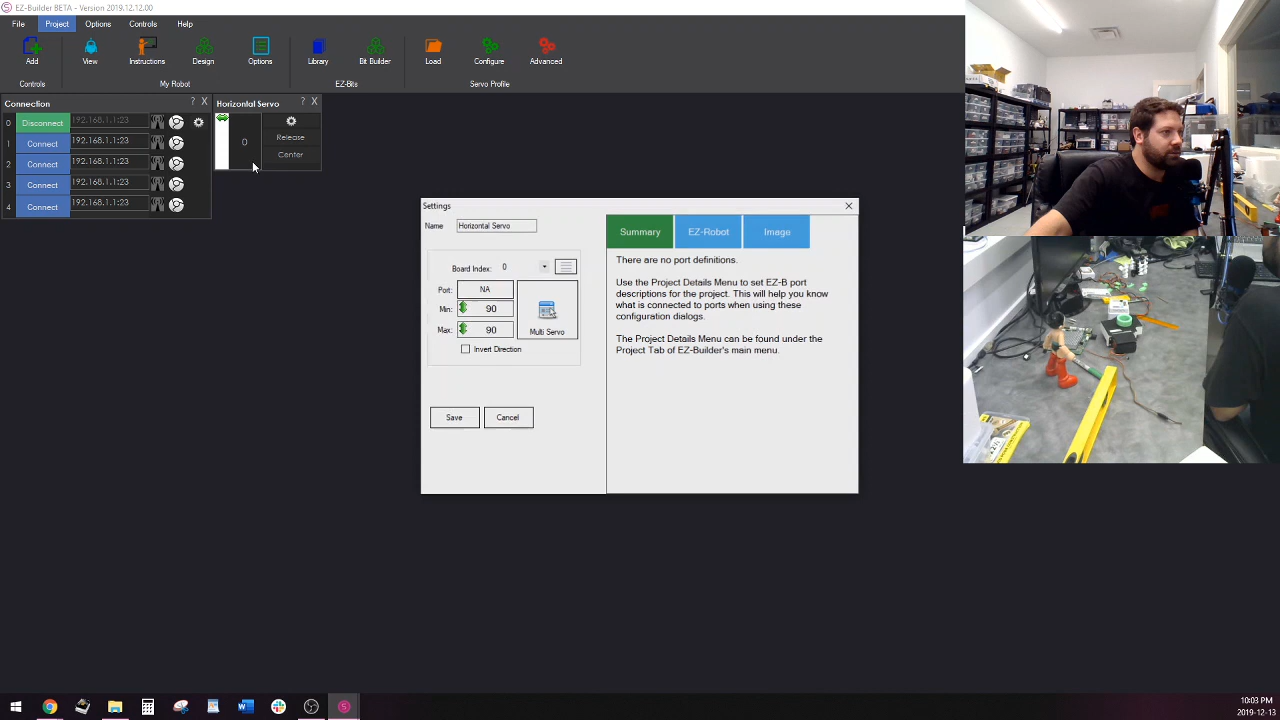 EZ-Builder BETA - Version 2019.12.12.00
File Project Options Controls Help
Add View Instructions Design Options Library Bit Builder Load Configure Advanced
Controls My Robot EZ-Bits Servo Profile
Connection ? X
0 Disconnect 192.168.1.1:23
1 Connect 192.168.1.1:23
2 Connect 192.168.1.1:23
3 Connect 192.168.1.1:23
4 Connect 192.168.1.1:23
Horizontal Servo ? X
0
Release
Center
Settings
Name Horizontal Servo
Board Index: 0
Port: NA
Min: 90
Max: 90
Multi Servo
Invert Direction
Save Cancel
Summary EZ-Robot Image
There are no port definitions.
Use the Project Details Menu to set EZ-B port
descriptions for the project. This will help you know
what is connected to ports when using these
configuration dialogs.
The Project Details Menu can be found under the
Project Tab of EZ-Builder's main menu.
10:03 PM
2019-12-13